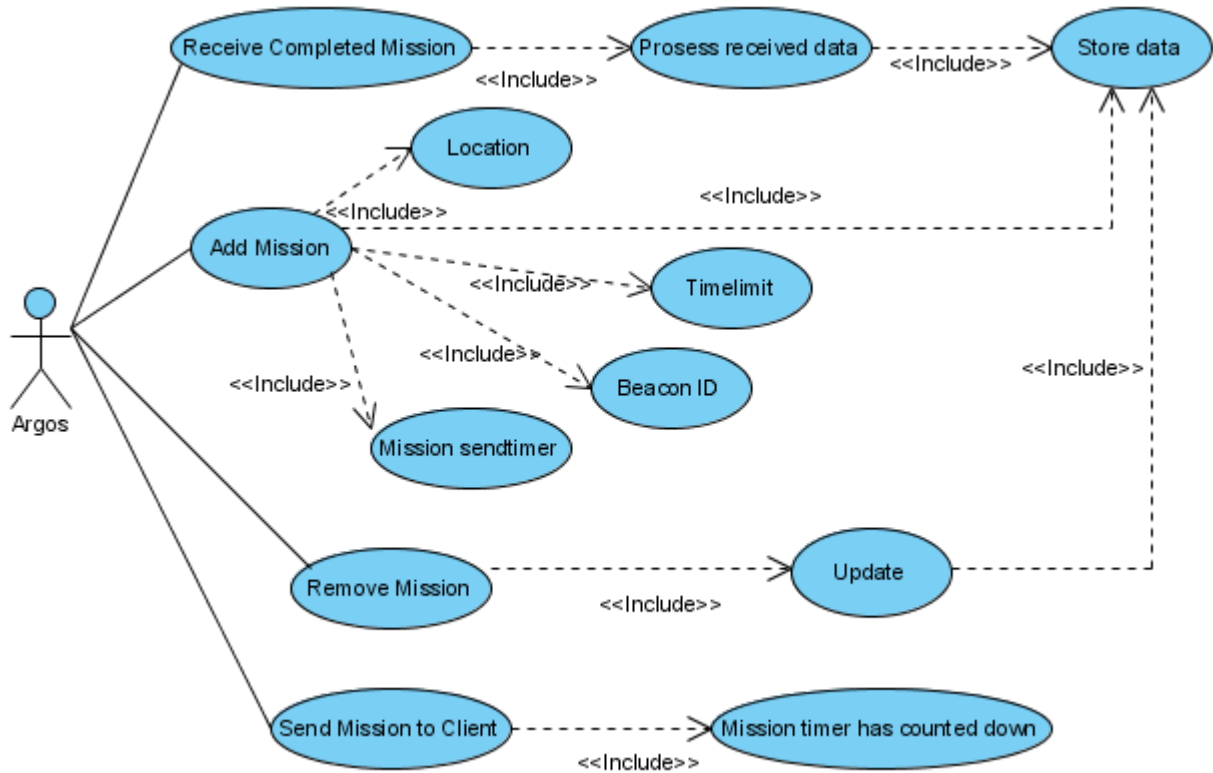 Receive Completed Mission
Prosess received data
Store data
<<Include>>
<<Include>>
Location
<<Include>>
<<Include>>
Add Mission
<<Include>>
Timelimit
<<Include>>
Beacon ID
<<Include>>
<<Include>>
Argos
Mission sendtimer
Remove Mission
Update
<<Include>>
Send Mission to Client
Mission timer has counted down
<<Include>>